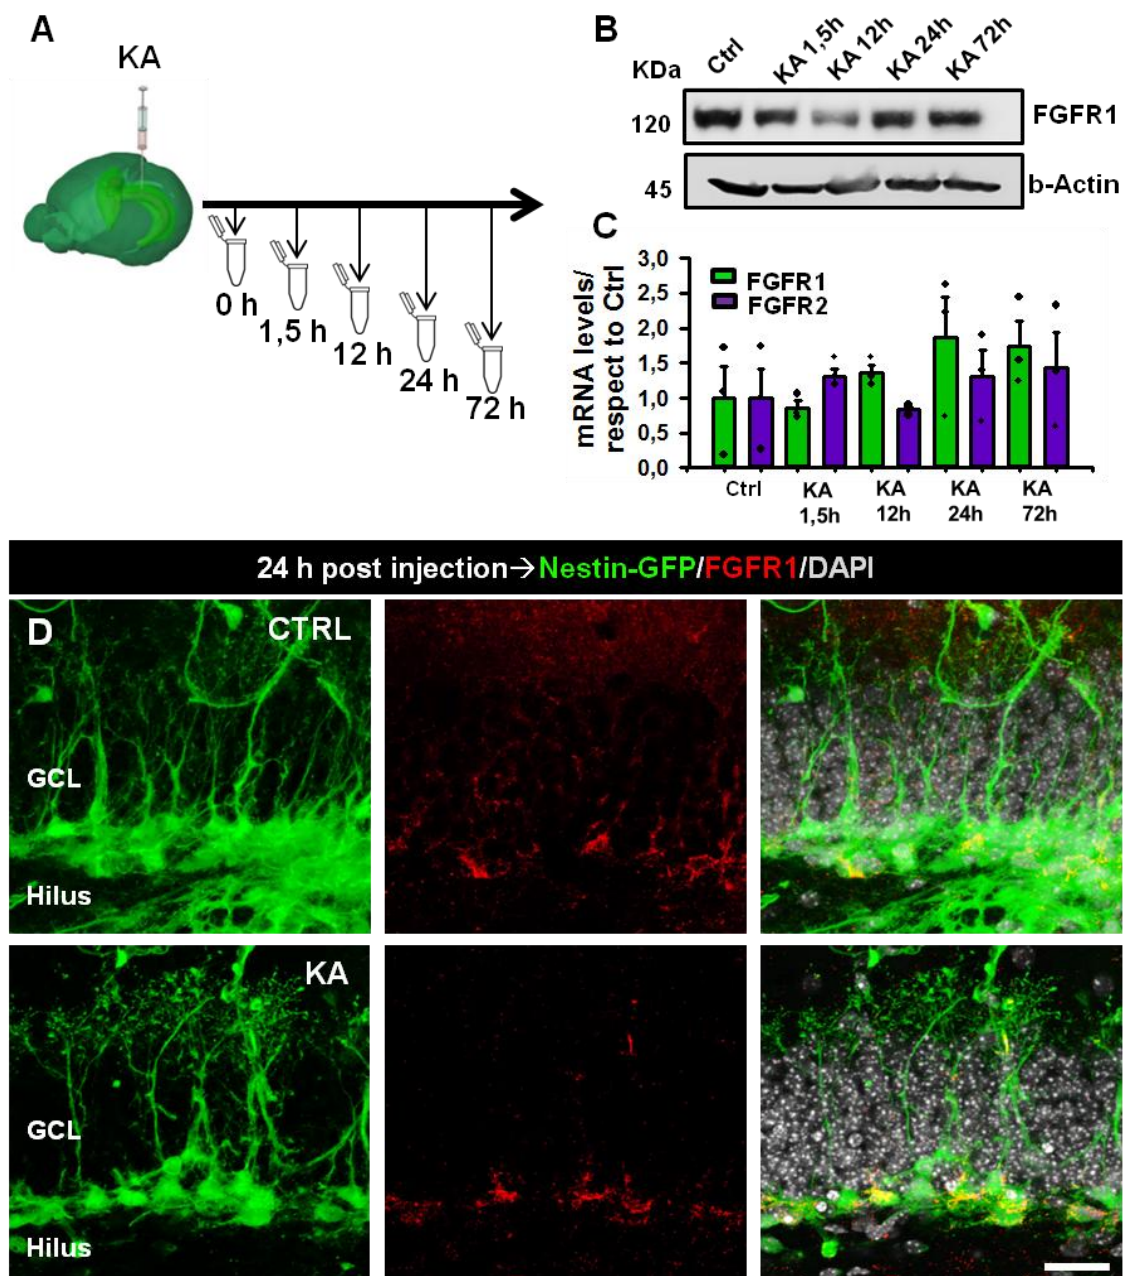 A
KA
0 h
1,5 h
12 h
24 h
72 h
B
KDa
Ctrl
KA 1,5h
KA 12h
KA 24h
KA 72h
120
FGFR1
45
b-Actin
C
mRNA levels/
respect to Ctrl
3,0
2,5
2,0
1,5
1,0
0,5
0,0
FGFR1
FGFR2
Ctrl
KA
1,5h
KA
12h
KA
24h
KA
72h
24 h post injection→Nestin-GFP/FGFR1/DAPI
D
CTRL
GCL
Hilus
KA
GCL
Hilus